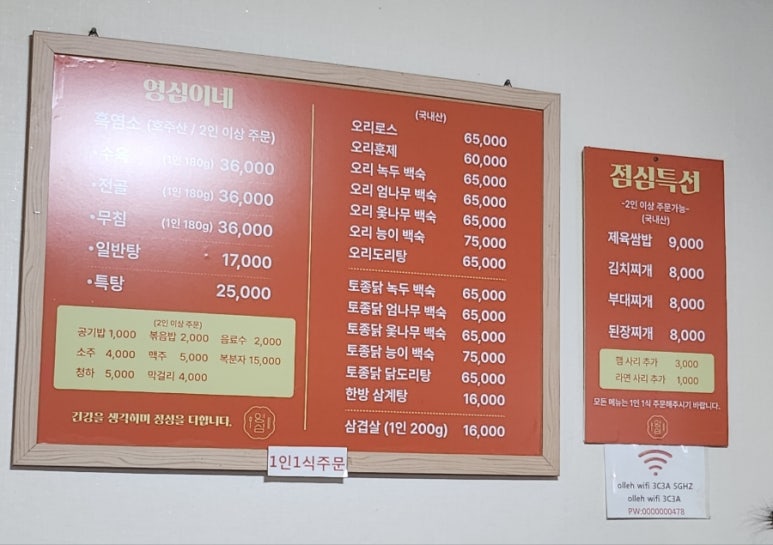 영심이네
흑염소 (호주산 / 2인 이상 주문)
·수육 (1인 180g) 36,000
·전골 (1인 180g) 36,000
·무침 (1인 180g) 36,000
·일반탕 17,000
·특탕 25,000
(2인 이상 주문)
공기밥 1,000 볶음밥 2,000 음료수 2,000
소주 4,000 맥주 5,000 복분자 15,000
청하 5,000 막걸리 4,000
건강을 생각하며 정성을 다합니다.
영심
(국내산)
오리로스 65,000
오리훈제 60,000
오리 녹두 백숙 65,000
오리 엄나무 백숙 65,000
오리 옻나무 백숙 65,000
오리 능이 백숙 75,000
오리도리탕 65,000
토종닭 녹두 백숙 65,000
토종닭 엄나무 백숙 65,000
토종닭 옻나무 백숙 65,000
토종닭 능이 백숙 75,000
토종닭 닭도리탕 65,000
한방 삼계탕 16,000
삼겹살 (1인 200g) 16,000
1인1식주문
점심특선
-2인 이상 주문가능-
(국내산)
제육쌈밥 9,000
김치찌개 8,000
부대찌개 8,000
된장찌개 8,000
햄 사리 추가 3,000
라면 사리 추가 1,000
모든 메뉴는 1인 1식 주문해주시기 바랍니다.
영심
olleh wifi 3C3A 5GHZ
olleh wifi 3C3A
PW:0000000478